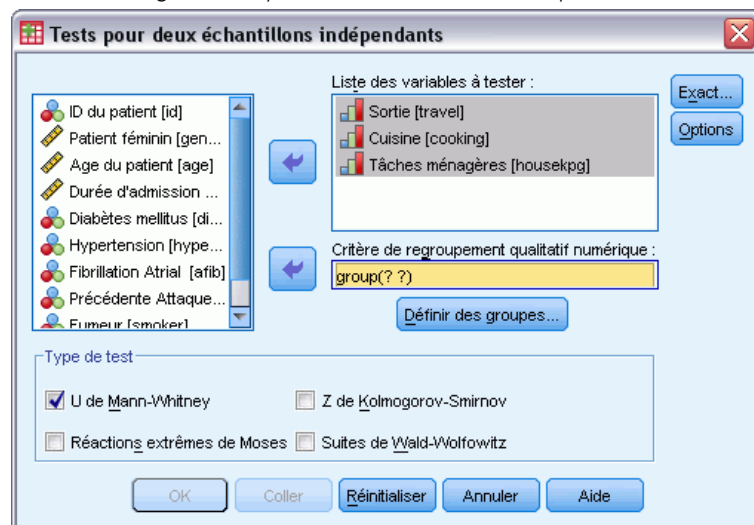 Tests pour deux échantillons indépendants
Liste des variables à tester :
ID du patient [id]
Patient féminin [gen...
Age du patient [age]
Durée d'admission ...
Diabètes mellitus [di...
Hypertension [hype...
Fibrillation Atrial [afib]
Précédente Attaque...
Fumeur [smoker]
Sortie [travel]
Cuisine [cooking]
Tâches ménagères [housekpg]
Exact...
Options
Critère de regroupement qualitatif numérique :
group(? ?)
Définir des groupes...
Type de test
U de Mann-Whitney
Z de Kolmogorov-Smirnov
Réactions extrêmes de Moses
Suites de Wald-Wolfowitz
OK
Coller
Réinitialiser
Annuler
Aide